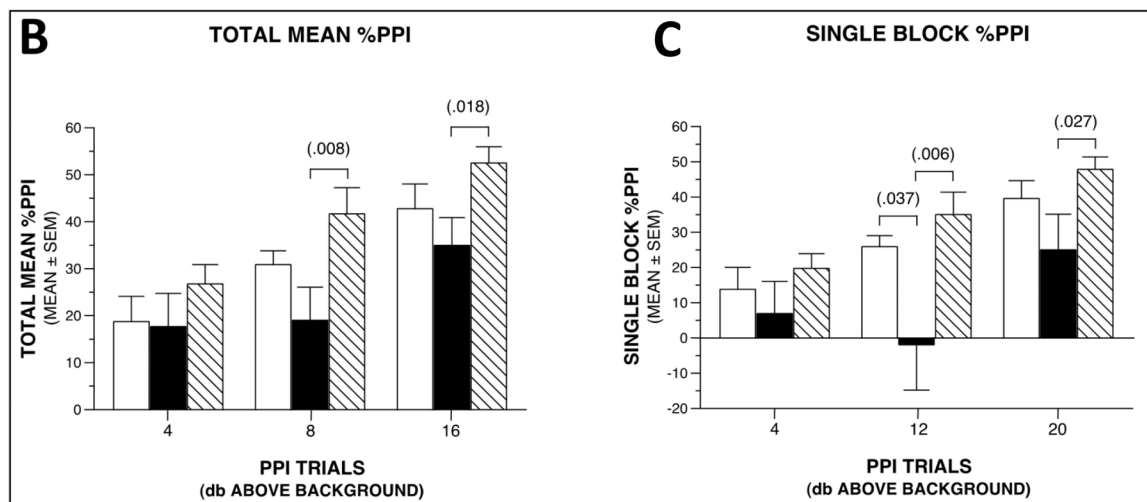 B
TOTAL MEAN %PPI
TOTAL MEAN %PPI
(MEAN ± SEM)
60
50
40
30
20
10
0
(.008)
(.018)
4
8
16
PPI TRIALS
(db ABOVE BACKGROUND)
C
SINGLE BLOCK %PPI
SINGLE BLOCK %PPI
(MEAN ± SEM)
60
50
40
30
20
10
0
-10
-20
(.037)
(.006)
(.027)
4
12
20
PPI TRIALS
(db ABOVE BACKGROUND)